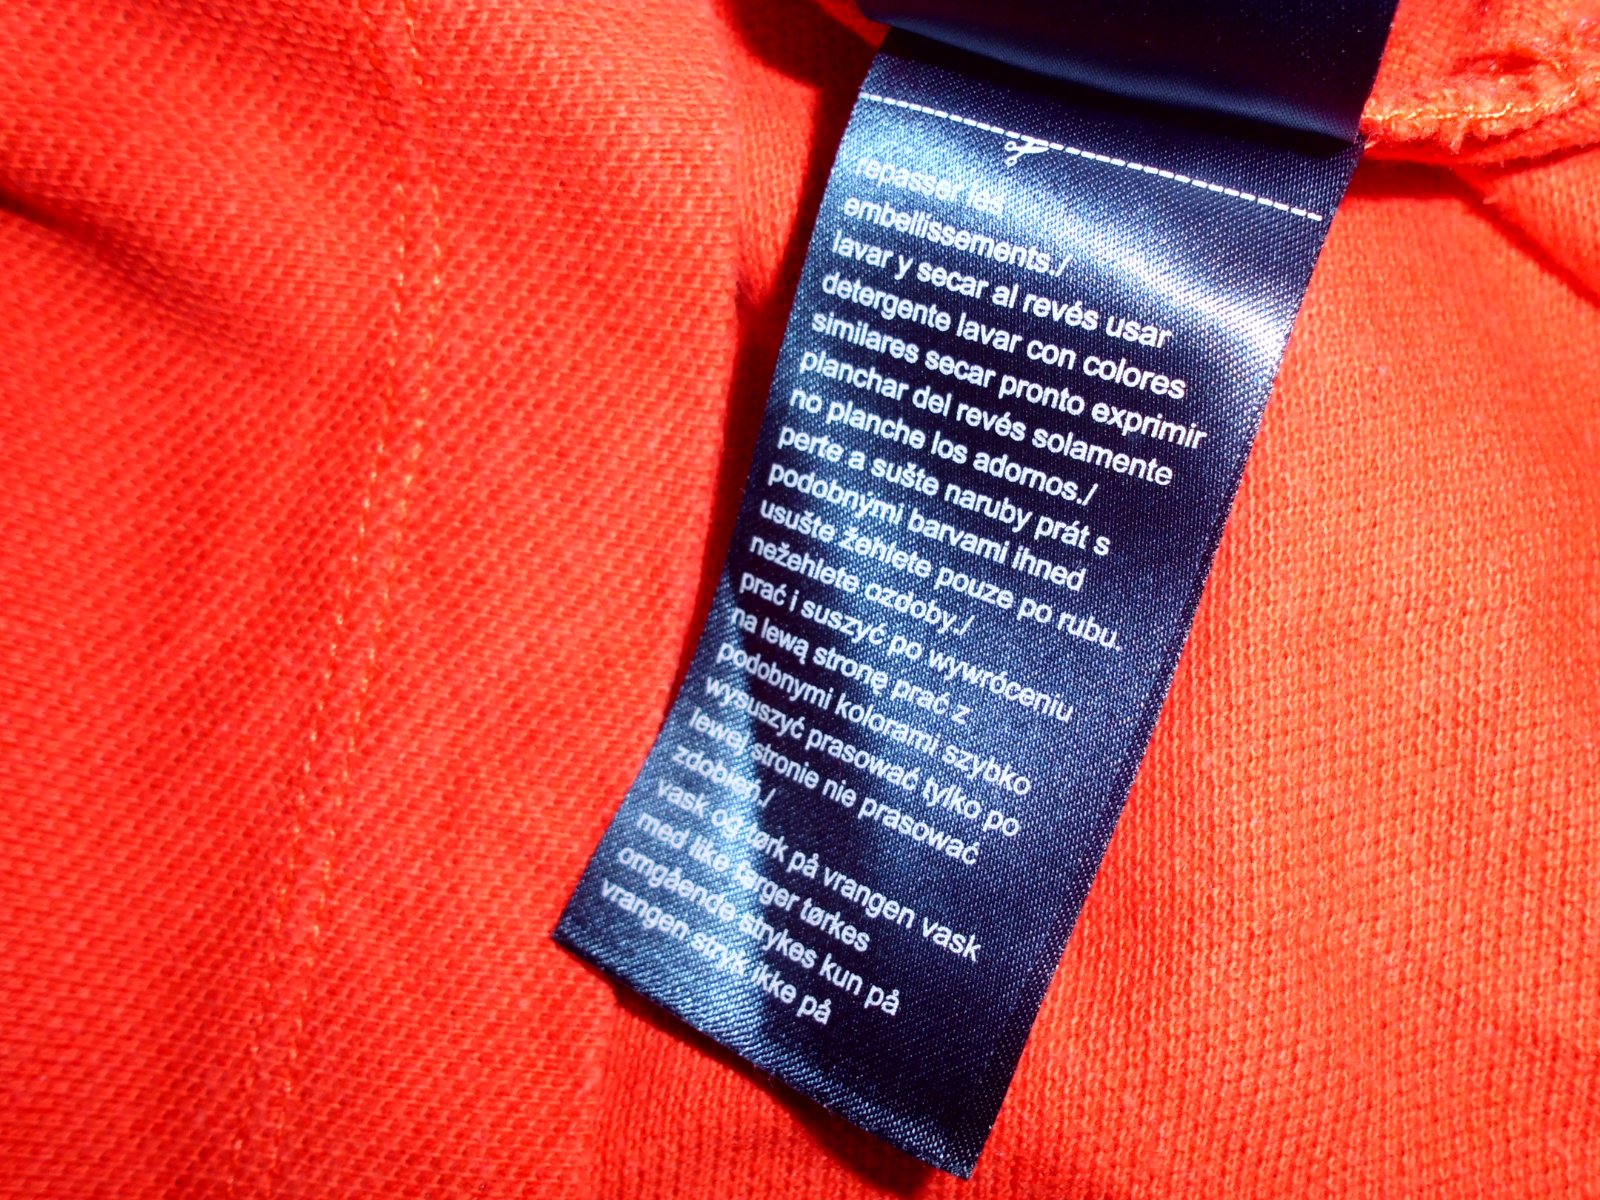 repasser les
embellissements./
lavar y secar al revés usar
detergente lavar con colores
similares secar pronto exprimir
planchar del revés solamente
no planche los adornos./
perte a sušte naruby prát s
podobnými barvami ihned
usušte žehlete pouze po rubu.
nežehlete ozdoby./
prać i suszyć po wywróceniu
na lewą stronę prać z
podobnymi kolorami szybko
wysuszyć prasować tylko po
lewej stronie nie prasować
zdobień./
vask og tørk på vrangen vask
med like farger tørkes
omgående strykes kun på
vrangen stryk ikke på